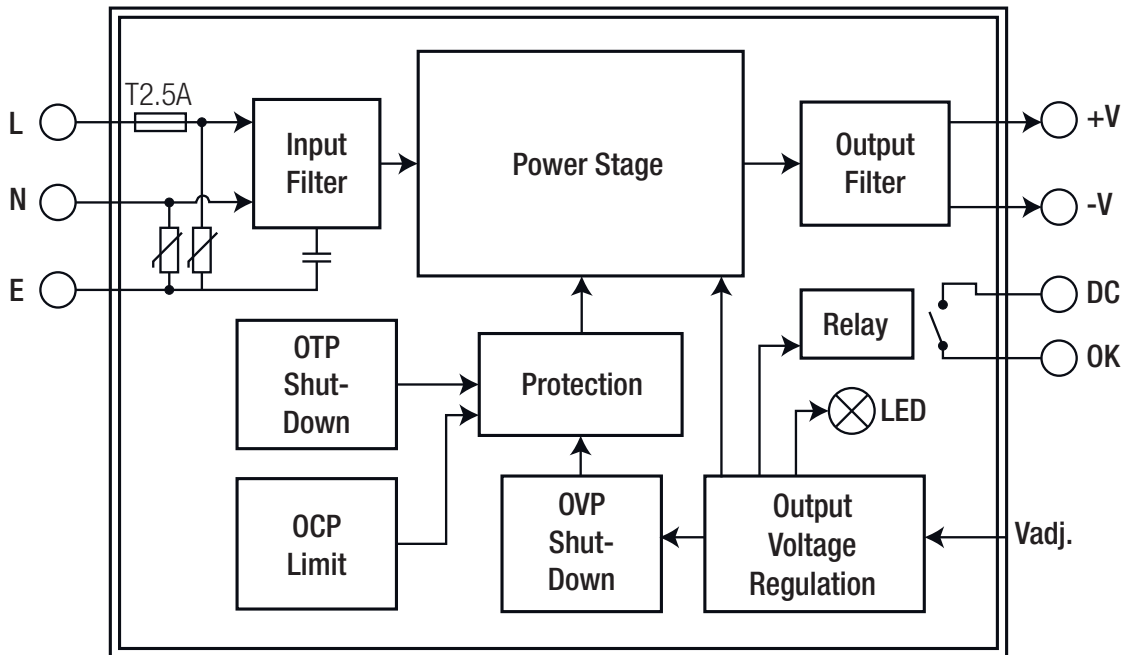 T2.5A
L
N
E
Input
Filter
Power Stage
Output
Filter
+V
-V
DC
OK
Relay
LED
OTP
Shut-
Down
Protection
OCP
Limit
OVP
Shut-
Down
Output
Voltage
Regulation
Vadj.